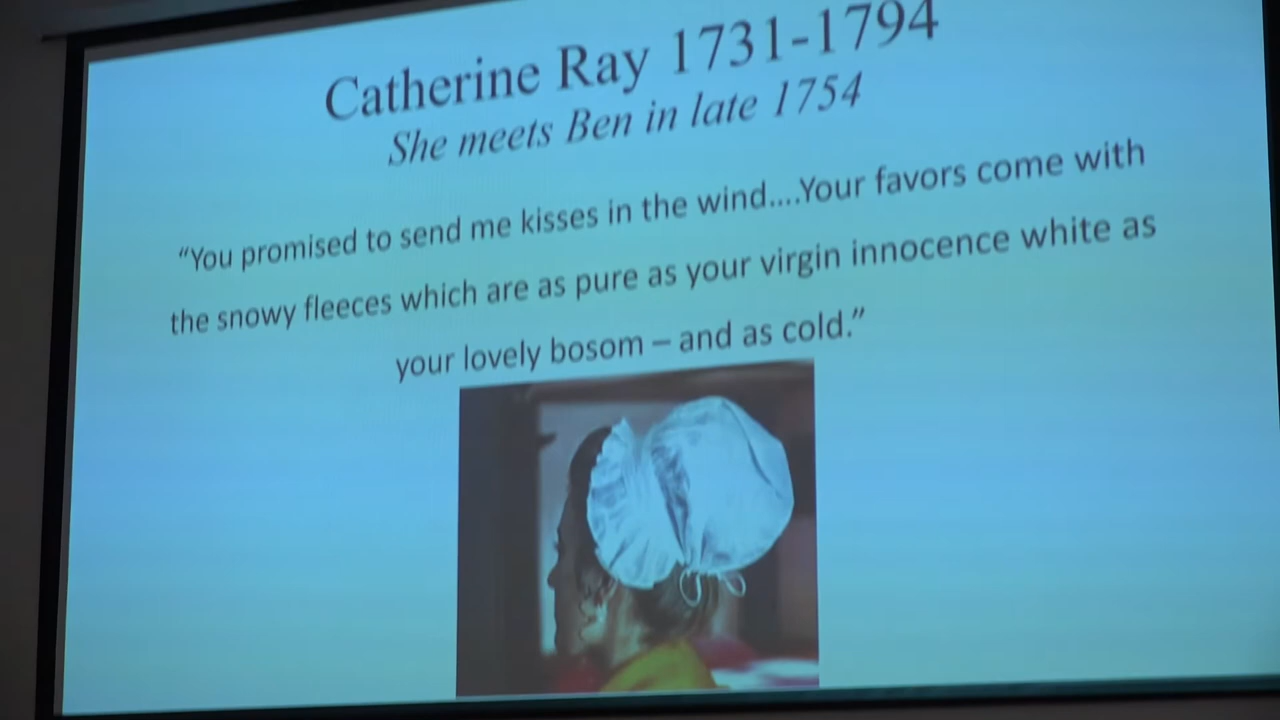 Catherine Ray 1731-1794
She meets Ben in late 1754
“You promised to send me kisses in the wind....Your favors come with
the snowy fleeces which are as pure as your virgin innocence white as
your lovely bosom – and as cold.”